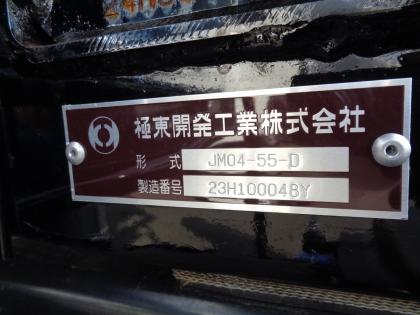 極東開発工業株式会社
形 式 JM04-55-D
製造番号 23H100048Y